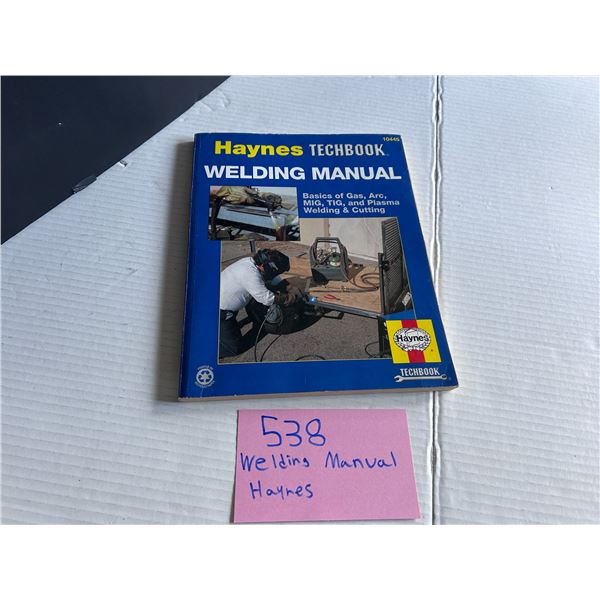 10445
Haynes TECHBOOK
WELDING MANUAL
Basics of Gas, Arc,
MIG, TIG, and Plasma
Welding & Cutting
Haynes
TECHBOOK
538
Welding Manual
Haynes